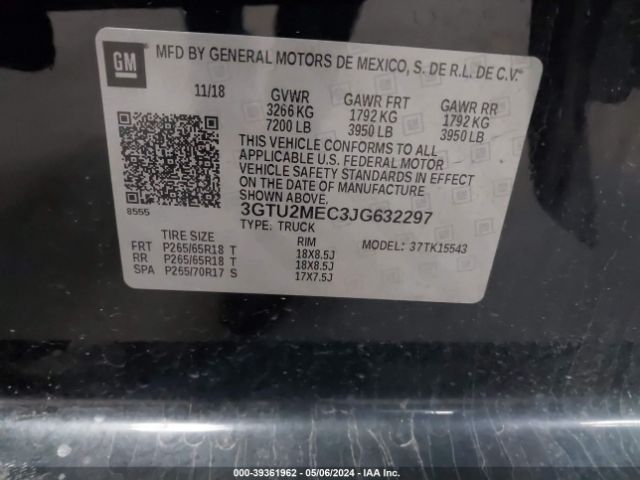 GM
MFD BY GENERAL MOTORS DE MEXICO, S. DE R.L. DE C.V.
11/18 GVWR GAWR FRT GAWR RR
3266 KG 1792 KG 1792 KG
7200 LB 3950 LB 3950 LB
THIS VEHICLE CONFORMS TO ALL
APPLICABLE U.S. FEDERAL MOTOR
VEHICLE SAFETY STANDARDS IN EFFECT
ON THE DATE OF MANUFACTURE
SHOWN ABOVE.
8555
3GTU2MEC3JG632297
TYPE: TRUCK
TIRE SIZE RIM MODEL: 37TK15543
FRT P265/65R18 T 18X8.5J
RR P265/65R18 T 18X8.5J
SPA P265/70R17 S 17X7.5J
000-39361962 - 05/06/2024 - IAA Inc.